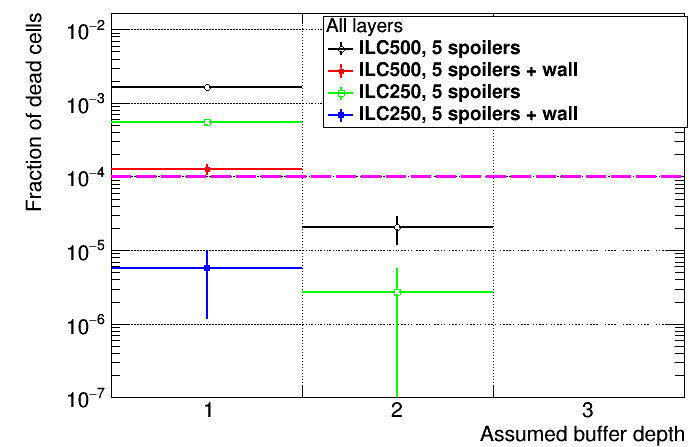 All layers
ILC500, 5 spoilers
ILC500, 5 spoilers + wall
ILC250, 5 spoilers
ILC250, 5 spoilers + wall
Fraction of dead cells
10⁻²
10⁻³
10⁻⁴
10⁻⁵
10⁻⁶
10⁻⁷
1 2 3
Assumed buffer depth